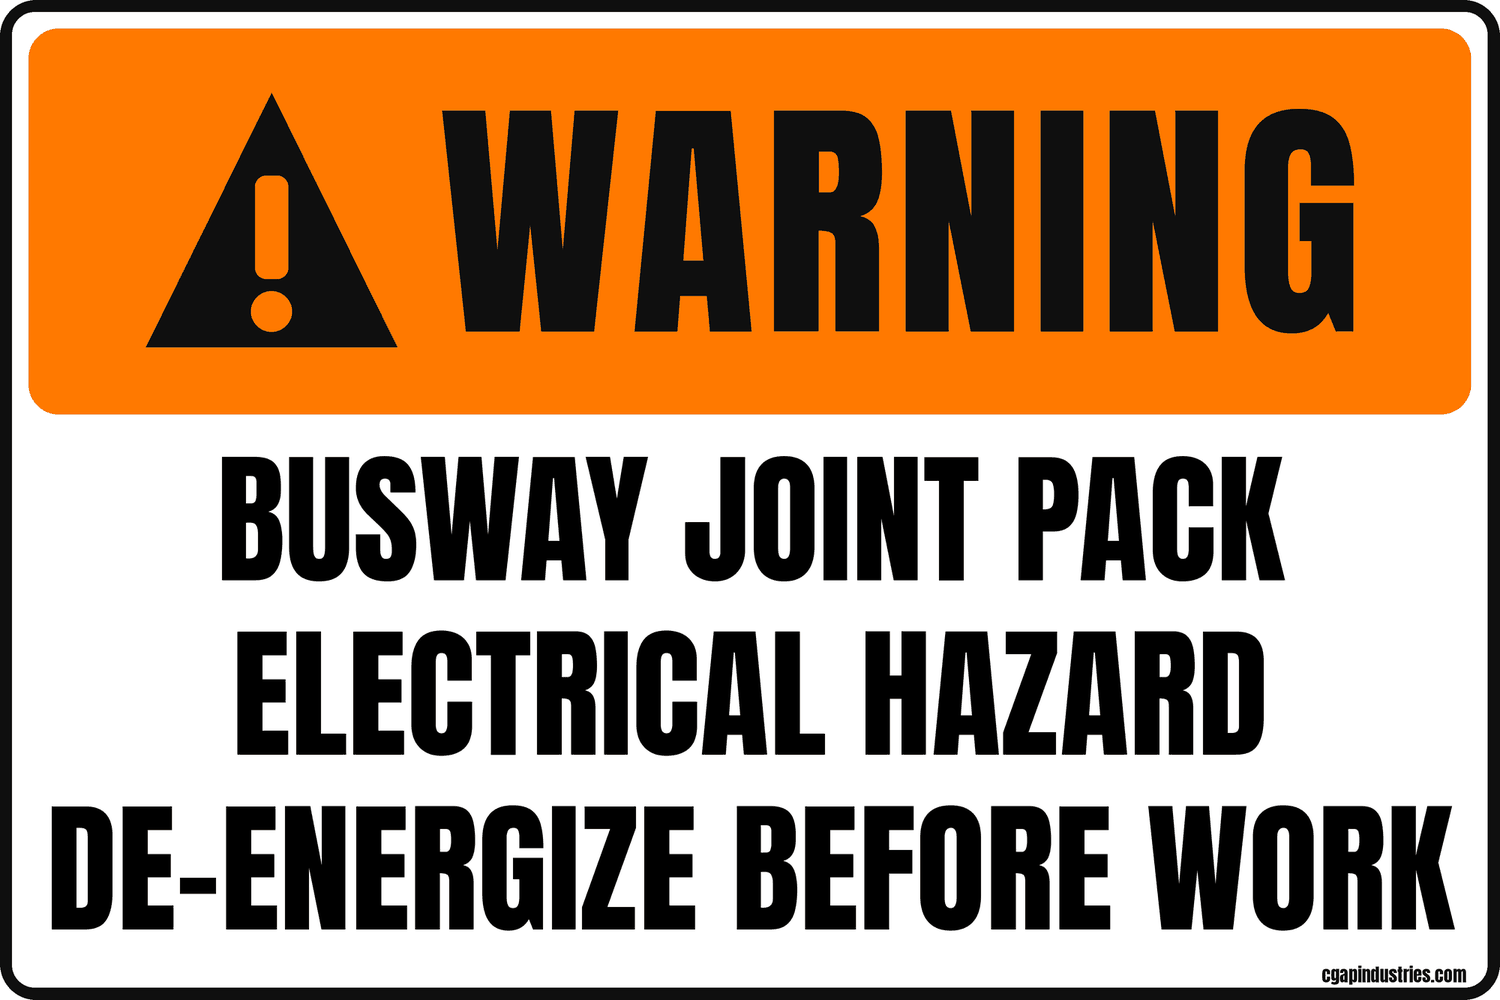 WARNING
BUSWAY JOINT PACK
ELECTRICAL HAZARD
DE-ENERGIZE BEFORE WORK
cgapindustries.com